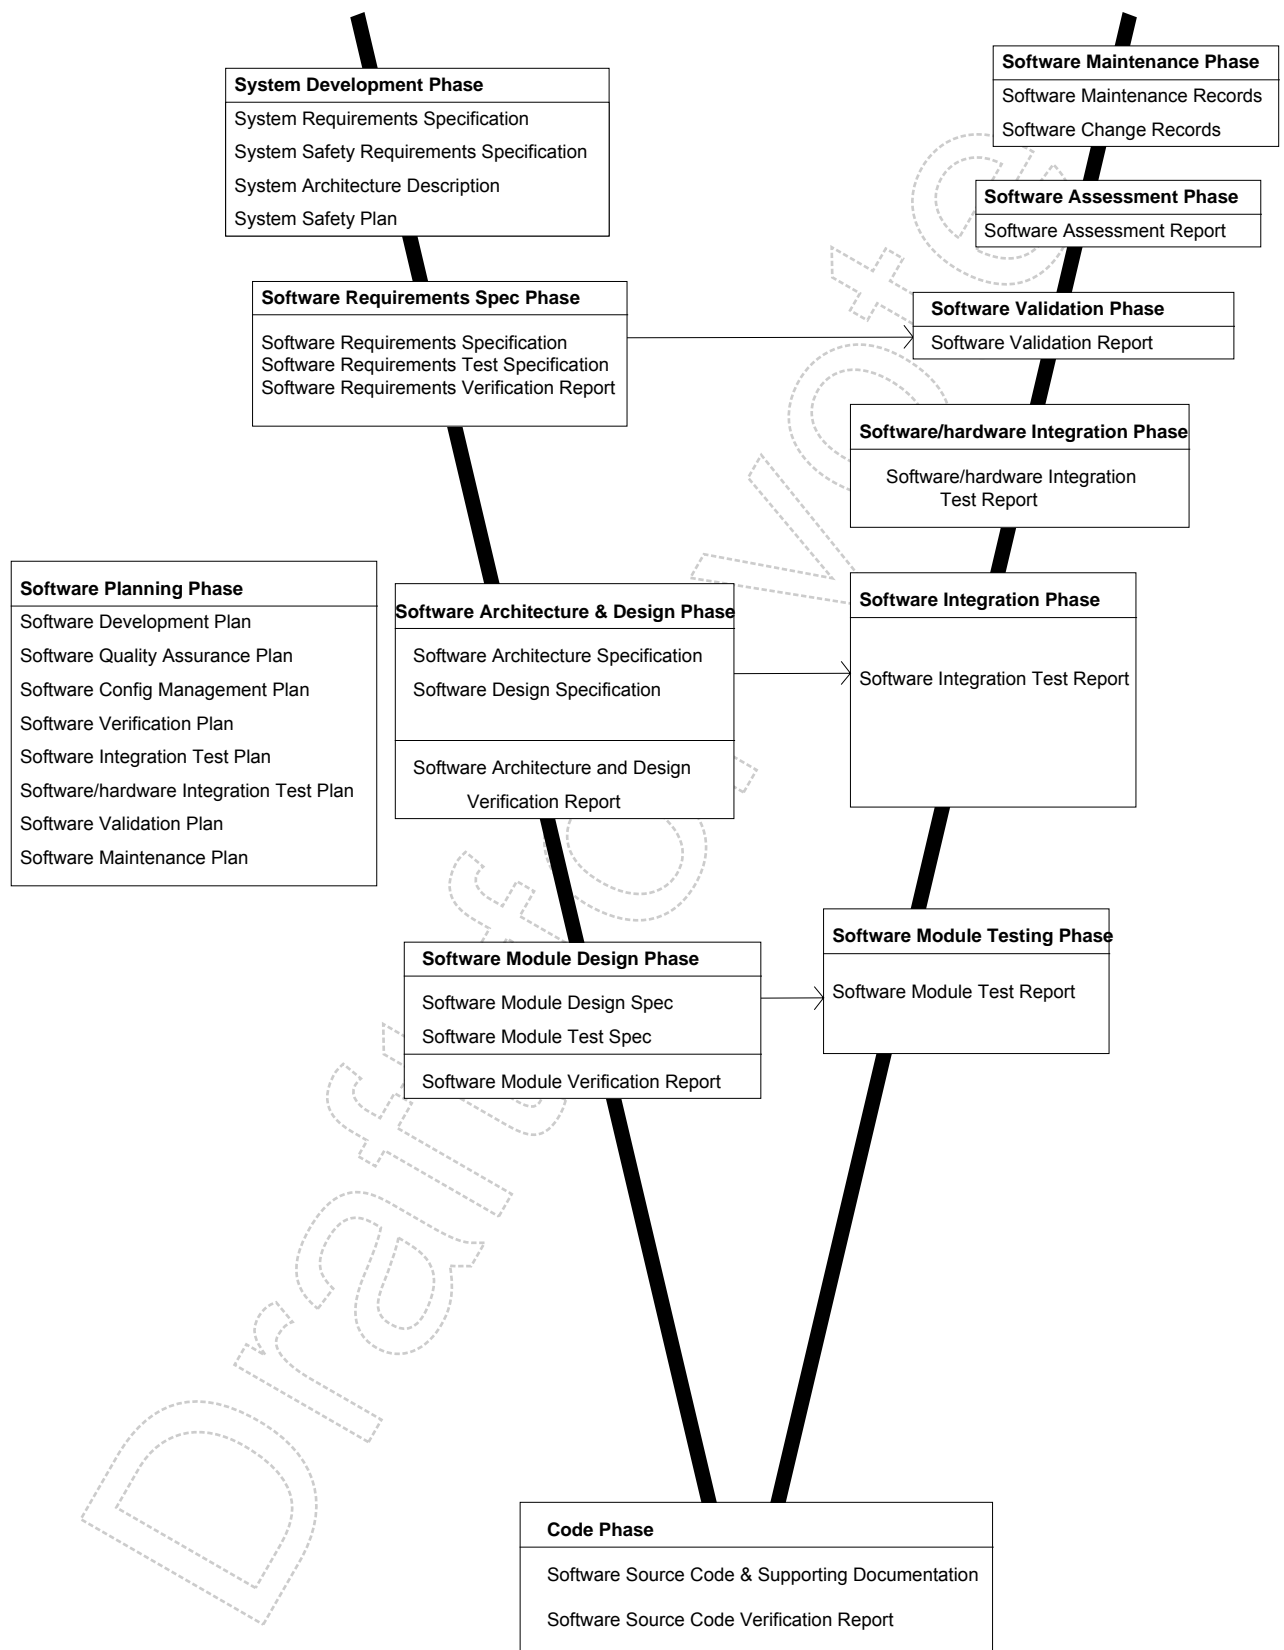 System Development Phase
System Requirements Specification
System Safety Requirements Specification
System Architecture Description
System Safety Plan
Software Maintenance Phase
Software Maintenance Records
Software Change Records
Software Assessment Phase
Software Assessment Report
Software Requirements Spec Phase
Software Requirements Specification
Software Requirements Test Specification
Software Requirements Verification Report
Software Validation Phase
Software Validation Report
Software/hardware Integration Phase
Software/hardware Integration
Test Report
Software Planning Phase
Software Development Plan
Software Quality Assurance Plan
Software Config Management Plan
Software Verification Plan
Software Integration Test Plan
Software/hardware Integration Test Plan
Software Validation Plan
Software Maintenance Plan
Software Architecture & Design Phase
Software Architecture Specification
Software Design Specification
Software Architecture and Design
Verification Report
Software Integration Phase
Software Integration Test Report
Software Module Design Phase
Software Module Design Spec
Software Module Test Spec
Software Module Verification Report
Software Module Testing Phase
Software Module Test Report
Code Phase
Software Source Code & Supporting Documentation
Software Source Code Verification Report
Draft for Vote